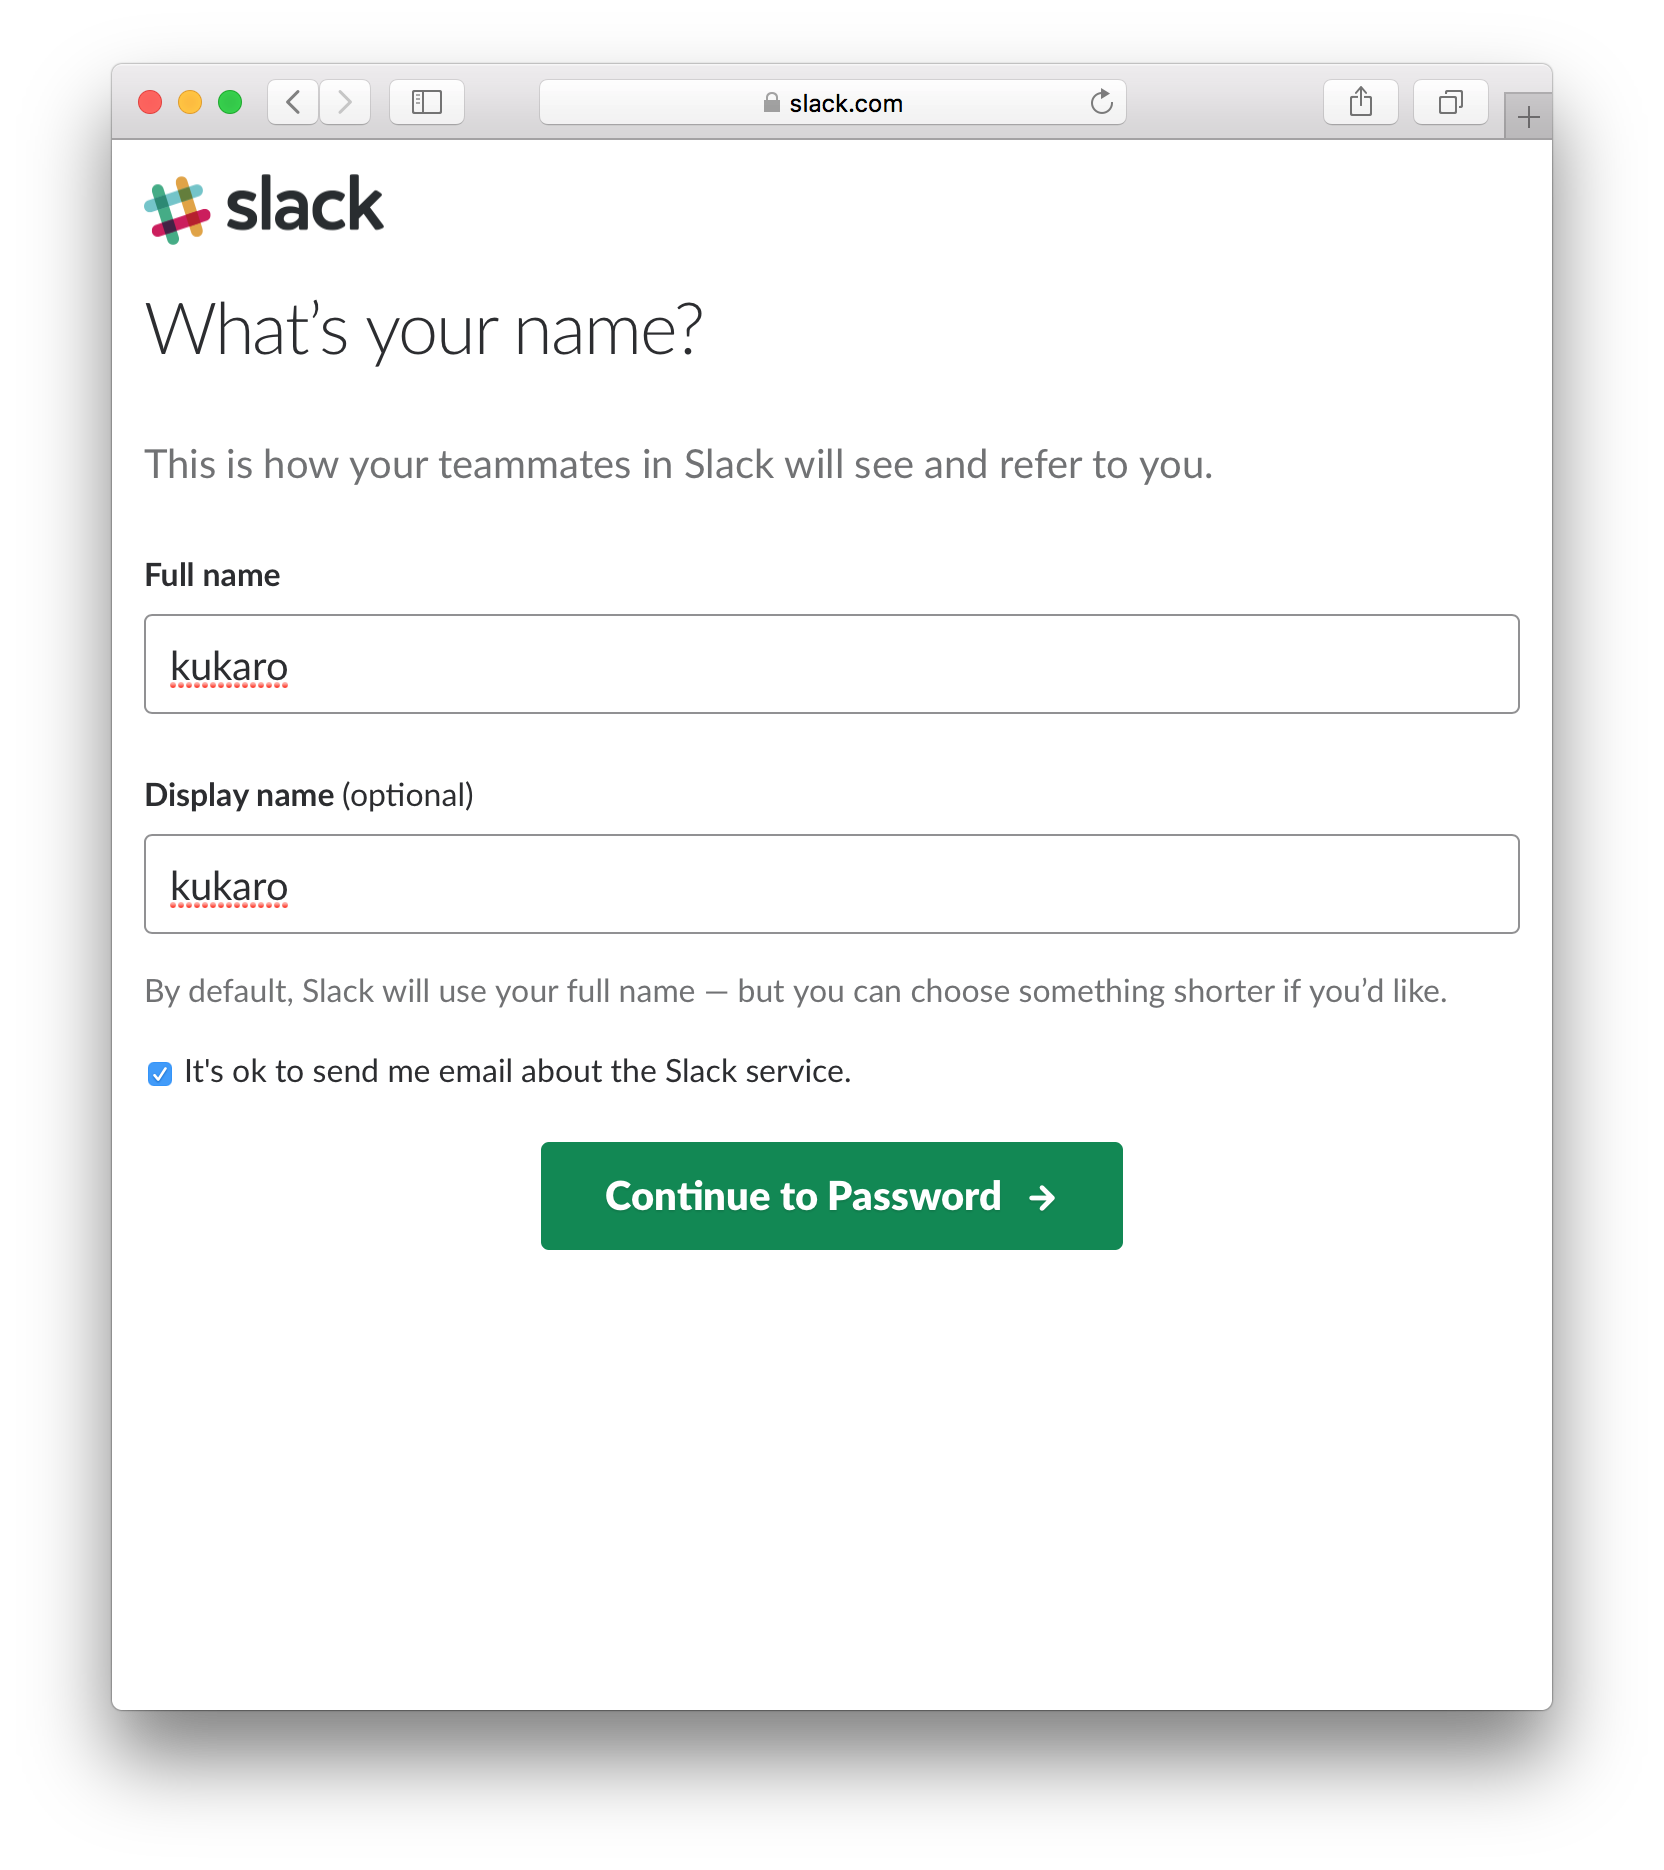 slack.com
slack
What’s your name?
This is how your teammates in Slack will see and refer to you.
Full name
kukaro
Display name (optional)
kukaro
By default, Slack will use your full name — but you can choose something shorter if you’d like.
It's ok to send me email about the Slack service.
Continue to Password →